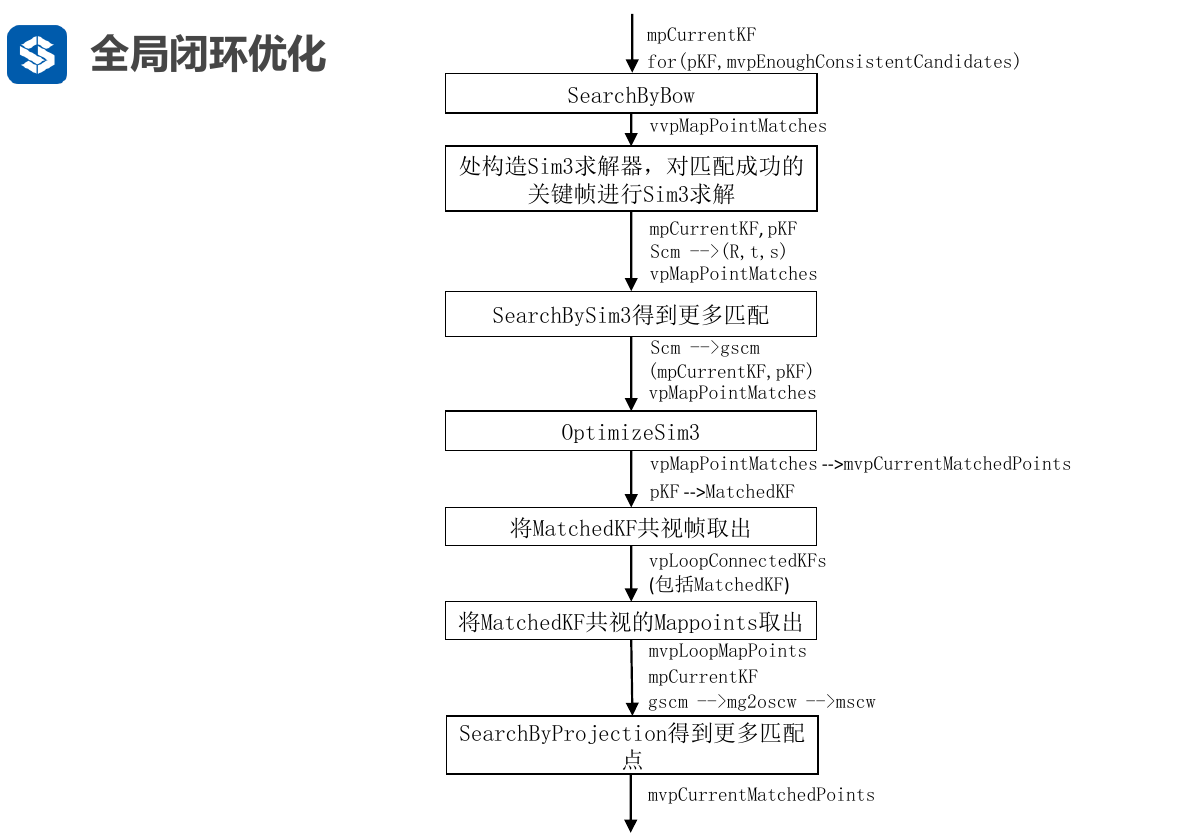 全局闭环优化
mpCurrentKF
for(pKF,mvpEnoughConsistentCandidates)
SearchByBow
vvpMapPointMatches
处构造Sim3求解器，对匹配成功的
关键帧进行Sim3求解
mpCurrentKF,pKF
Scm -->(R,t,s)
vpMapPointMatches
SearchBySim3得到更多匹配
Scm -->gscm
(mpCurrentKF,pKF)
vpMapPointMatches
OptimizeSim3
vpMapPointMatches-->mvpCurrentMatchedPoints
pKF-->MatchedKF
将MatchedKF共视帧取出
vpLoopConnectedKFs
(包括MatchedKF)
将MatchedKF共视的Mappoints取出
mvpLoopMapPoints
mpCurrentKF
gscm -->mg2oscw -->mscw
SearchByProjection得到更多匹配
点
mvpCurrentMatchedPoints